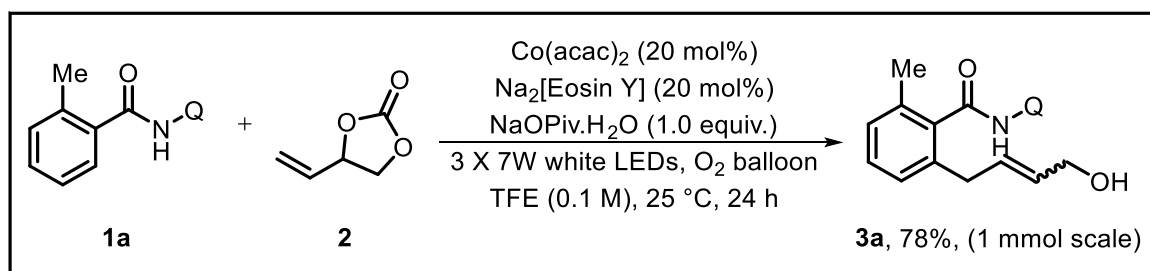 Me
O
Q
N
H
1a
+
O
O
O
2
Co(acac)₂ (20 mol%)
Na₂[Eosin Y] (20 mol%)
NaOPiv.H₂O (1.0 equiv.)
3 X 7W white LEDs, O₂ balloon
TFE (0.1 M), 25 °C, 24 h
Me
O
Q
N
H
OH
3a, 78%, (1 mmol scale)